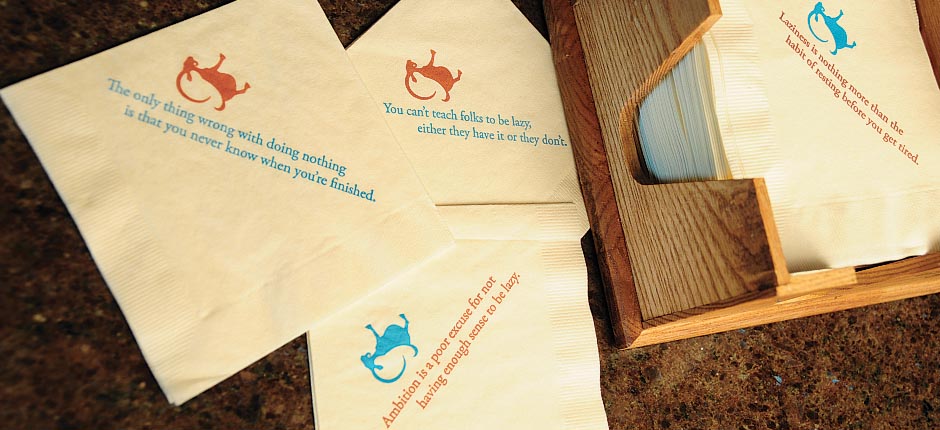 The only thing wrong with doing nothing
is that you never know when you're finished.
You can't teach folks to be lazy,
either they have it or they don't.
Laziness is nothing more than the
habit of resting before you get tired.
Ambition is a poor excuse for not
having enough sense to be lazy.